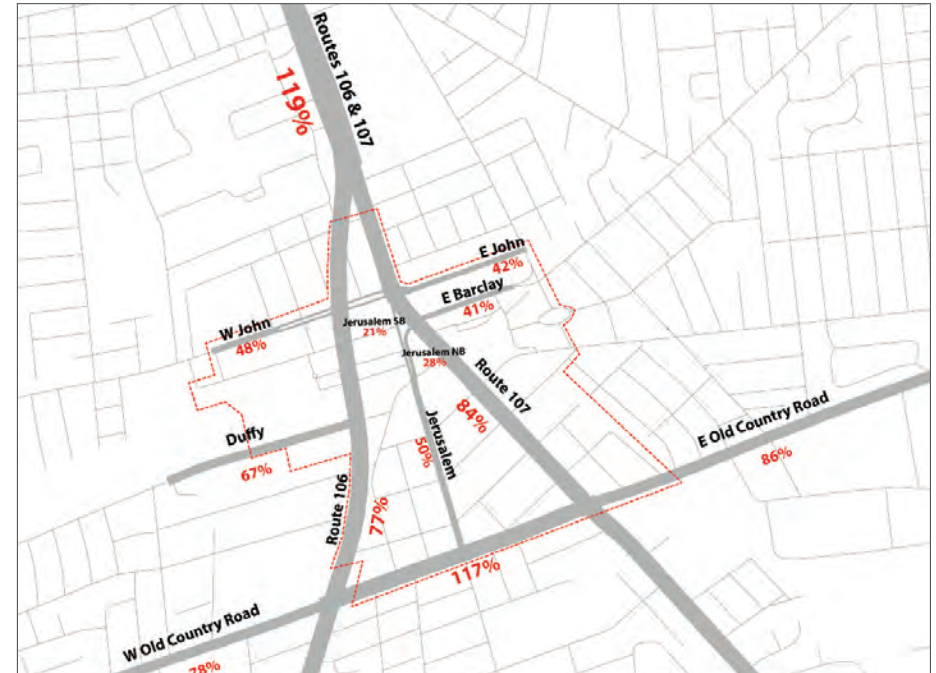 Routes 106 & 107
119%
E John
42%
E Barclay
41%
W John
48%
Jerusalem SB
21%
Jerusalem NB
28%
Route 107
84%
Jerusalem
50%
Duffy
67%
Route 106
77%
E Old Country Road
86%
117%
W Old Country Road
78%